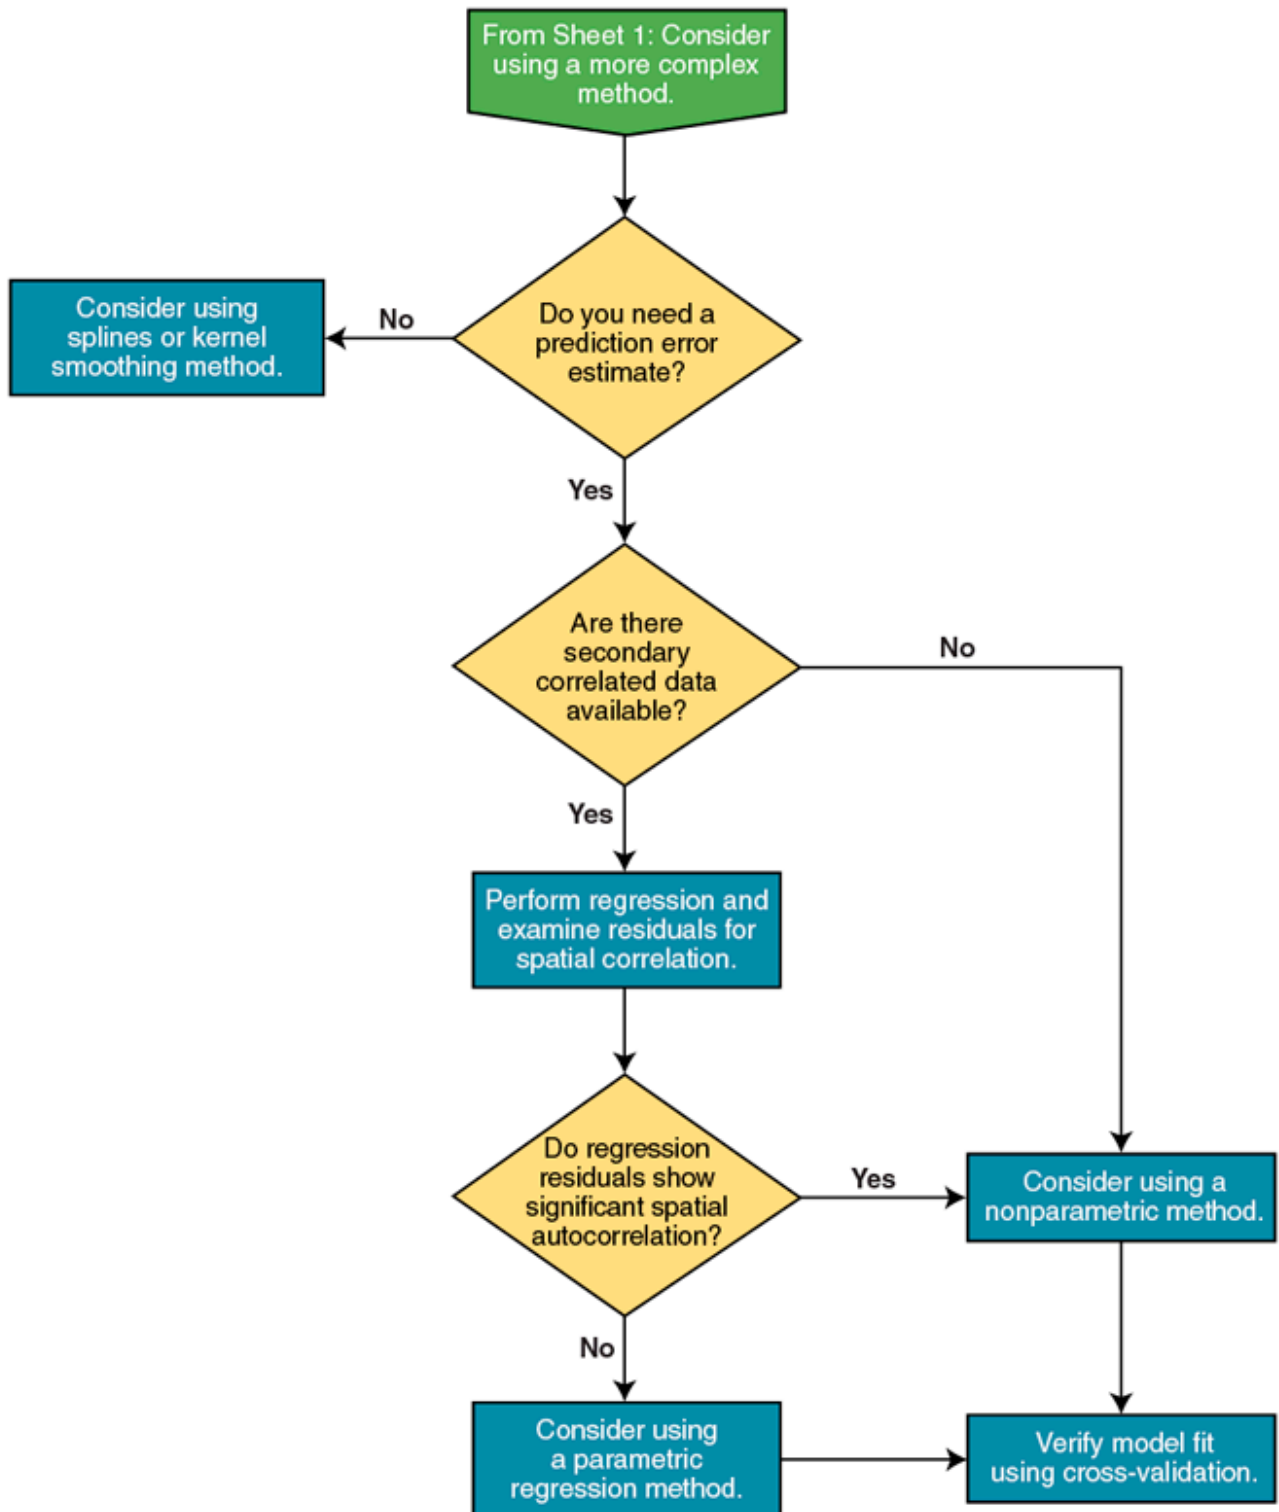 From Sheet 1: Consider
using a more complex
method.
Do you need a
prediction error
estimate?
No
Consider using
splines or kernel
smoothing method.
Yes
Are there
secondary
correlated data
available?
No
Yes
Perform regression and
examine residuals for
spatial correlation.
Do regression
residuals show
significant spatial
autocorrelation?
Yes
Consider using a
nonparametric method.
No
Consider using
a parametric
regression method.
Verify model fit
using cross-validation.